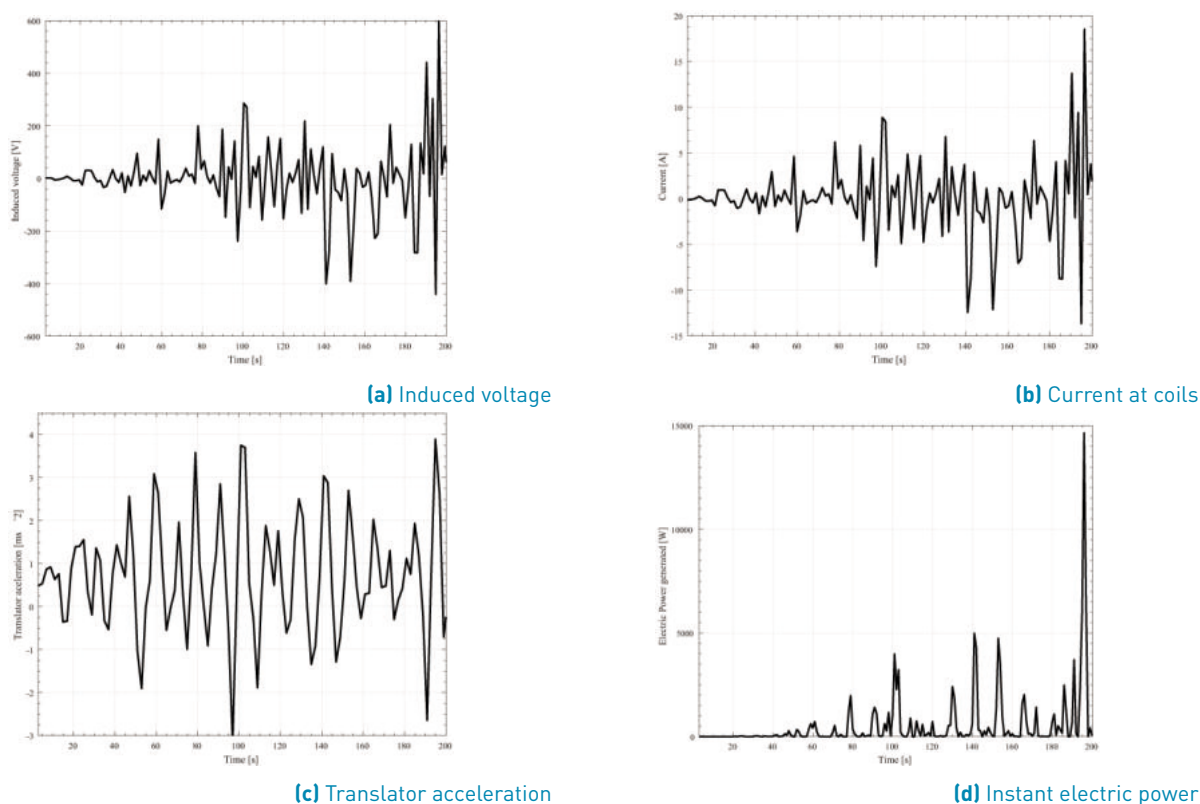 600
400
200
0
-200
-400
-600
20 40 60 80 100 120 140 160 180 200
Time [s]
Induced voltage [V]
(a) Induced voltage
20
15
10
5
0
-5
-10
-15
20 40 60 80 100 120 140 160 180 200
Time [s]
Current [A]
(b) Current at coils
4
3
2
1
0
-1
-2
-3
20 40 60 80 100 120 140 160 180 200
Time [s]
Translator aceleration [ms ^2]
(c) Translator acceleration
15000
10000
5000
0
20 40 60 80 100 120 140 160 180 200
Time [s]
Electric Power generated [W]
(d) Instant electric power